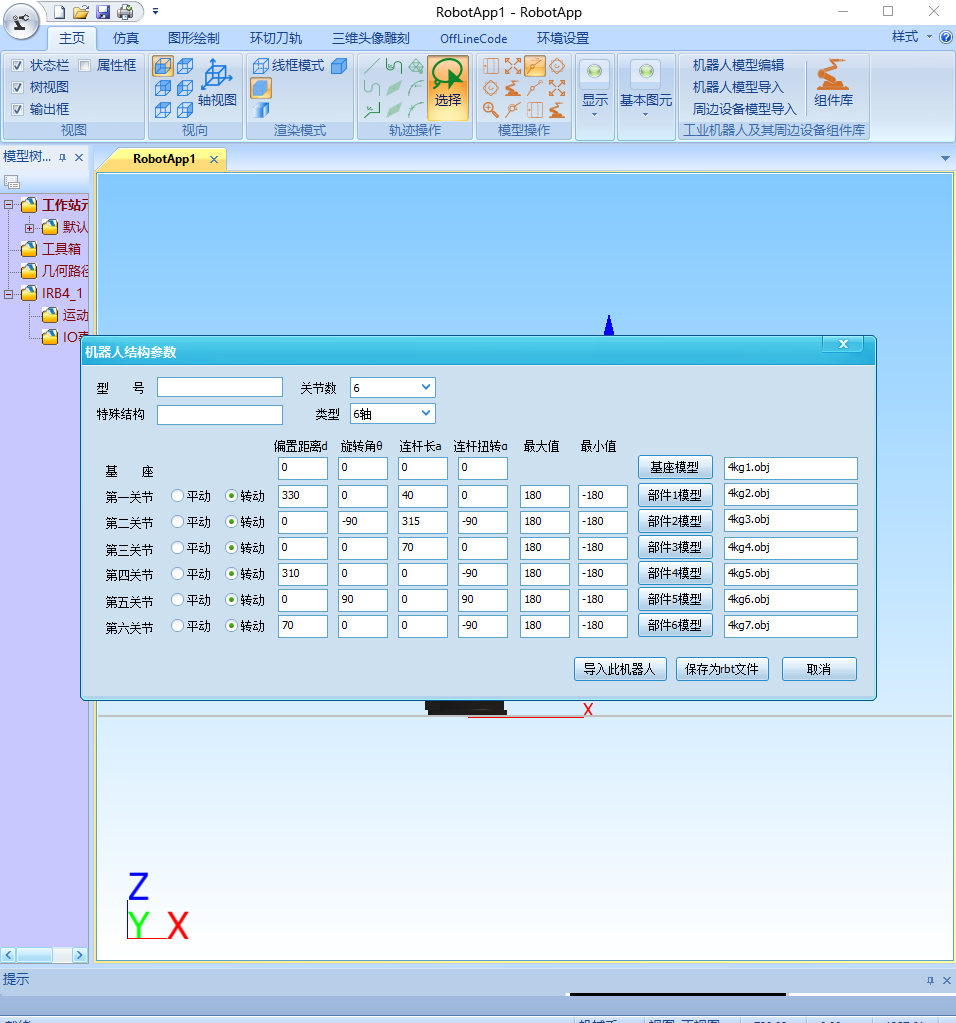 RobotApp1 - RobotApp
主页 仿真 图形绘制 环切刀轨 三维头像雕刻 OffLineCode 环境设置 样式
状态栏 属性框
树视图
输出框
视图
轴视图
视向
线框模式
渲染模式
选择
轨迹操作
模型操作
显示
基本图元
机器人模型编辑
机器人模型导入
周边设备模型导入
组件库
工业机器人及其周边设备组件库
模型树...
RobotApp1
工作站
默认
工具箱
几何路径
IRB4_1
运动
IO
机器人结构参数
型 号 关节数 6
特殊结构 类型 6轴
偏置距离d 旋转角θ 连杆长a 连杆扭转α 最大值 最小值
基 座 0 0 0 0 基座模型 4kg1.obj
第一关节 平动 转动 330 0 40 0 180 -180 部件1模型 4kg2.obj
第二关节 平动 转动 0 -90 315 -90 180 -180 部件2模型 4kg3.obj
第三关节 平动 转动 0 0 70 0 180 -180 部件3模型 4kg4.obj
第四关节 平动 转动 310 0 0 -90 180 -180 部件4模型 4kg5.obj
第五关节 平动 转动 0 90 0 90 180 -180 部件5模型 4kg6.obj
第六关节 平动 转动 70 0 0 -90 180 -180 部件6模型 4kg7.obj
导入此机器人 保存为rbt文件 取消
X
Z
Y X
提示